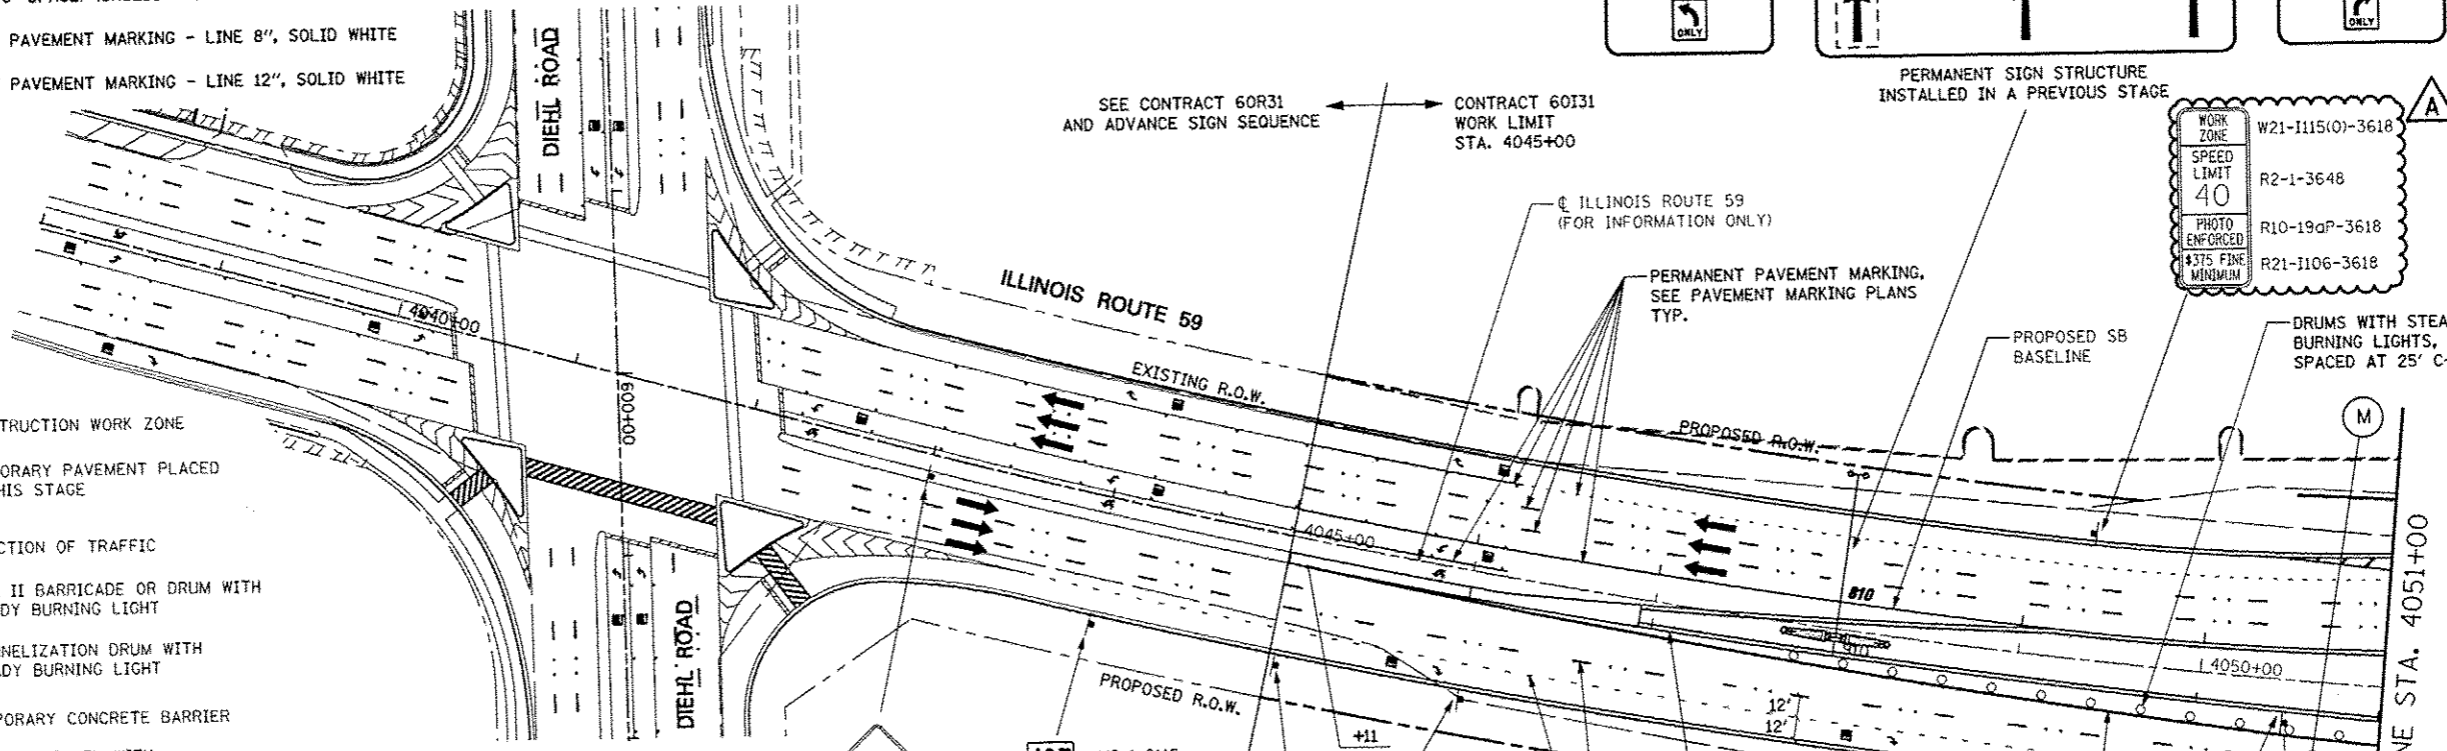 PAVEMENT MARKING - LINE 8", SOLID WHITE
PAVEMENT MARKING - LINE 12", SOLID WHITE
DIEHL ROAD
ONLY
ONLY
PERMANENT SIGN STRUCTURE
INSTALLED IN A PREVIOUS STAGE
A
SEE CONTRACT 60R31
AND ADVANCE SIGN SEQUENCE
CONTRACT 60I31
WORK LIMIT
STA. 4045+00
WORK
ZONE
SPEED
LIMIT
40
PHOTO
ENFORCED
$375 FINE
MINIMUM
W21-I115(O)-3618
R2-1-3648
R10-19aP-3618
R21-I106-3618
℄ ILLINOIS ROUTE 59
(FOR INFORMATION ONLY)
PERMANENT PAVEMENT MARKING,
SEE PAVEMENT MARKING PLANS
TYP.
ILLINOIS ROUTE 59
PROPOSED SB
BASELINE
DRUMS WITH STEA
BURNING LIGHTS,
SPACED AT 25' C-
4040+00
609+00
EXISTING R.O.W.
PROPOSED R.O.W.
M
TRUCTION WORK ZONE
ORARY PAVEMENT PLACED
HIS STAGE
CTION OF TRAFFIC
II BARRICADE OR DRUM WITH
DY BURNING LIGHT
NELIZATION DRUM WITH
DY BURNING LIGHT
PORARY CONCRETE BARRIER
4045+00
810
910
4050+00
NE STA. 4051+00
DIEHL ROAD
PROPOSED R.O.W.
+11
12'
12'